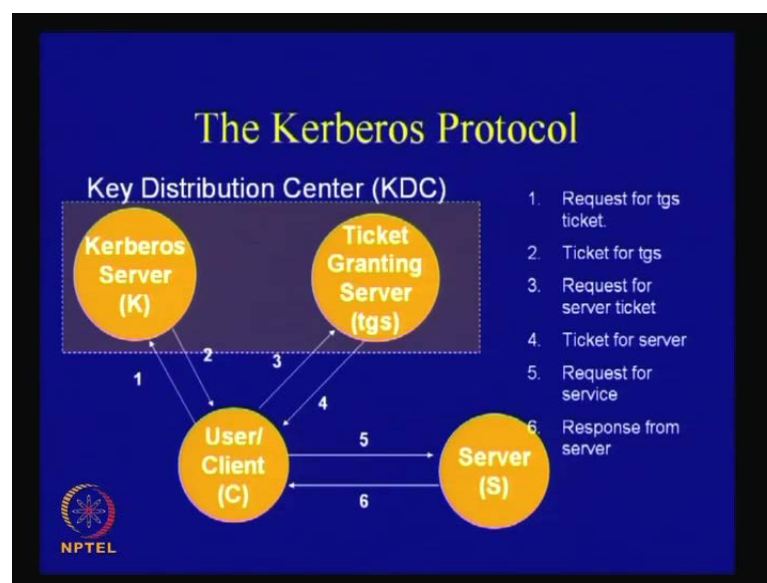 The Kerberos Protocol
Key Distribution Center (KDC)
Kerberos
Server
(K)
Ticket
Granting
Server
(tgs)
1
2
3
4
User/
Client
(C)
5
6
Server
(S)
1. Request for tgs
ticket.
2. Ticket for tgs
3. Request for
server ticket
4. Ticket for server
5. Request for
service
6. Response from
server
NPTEL